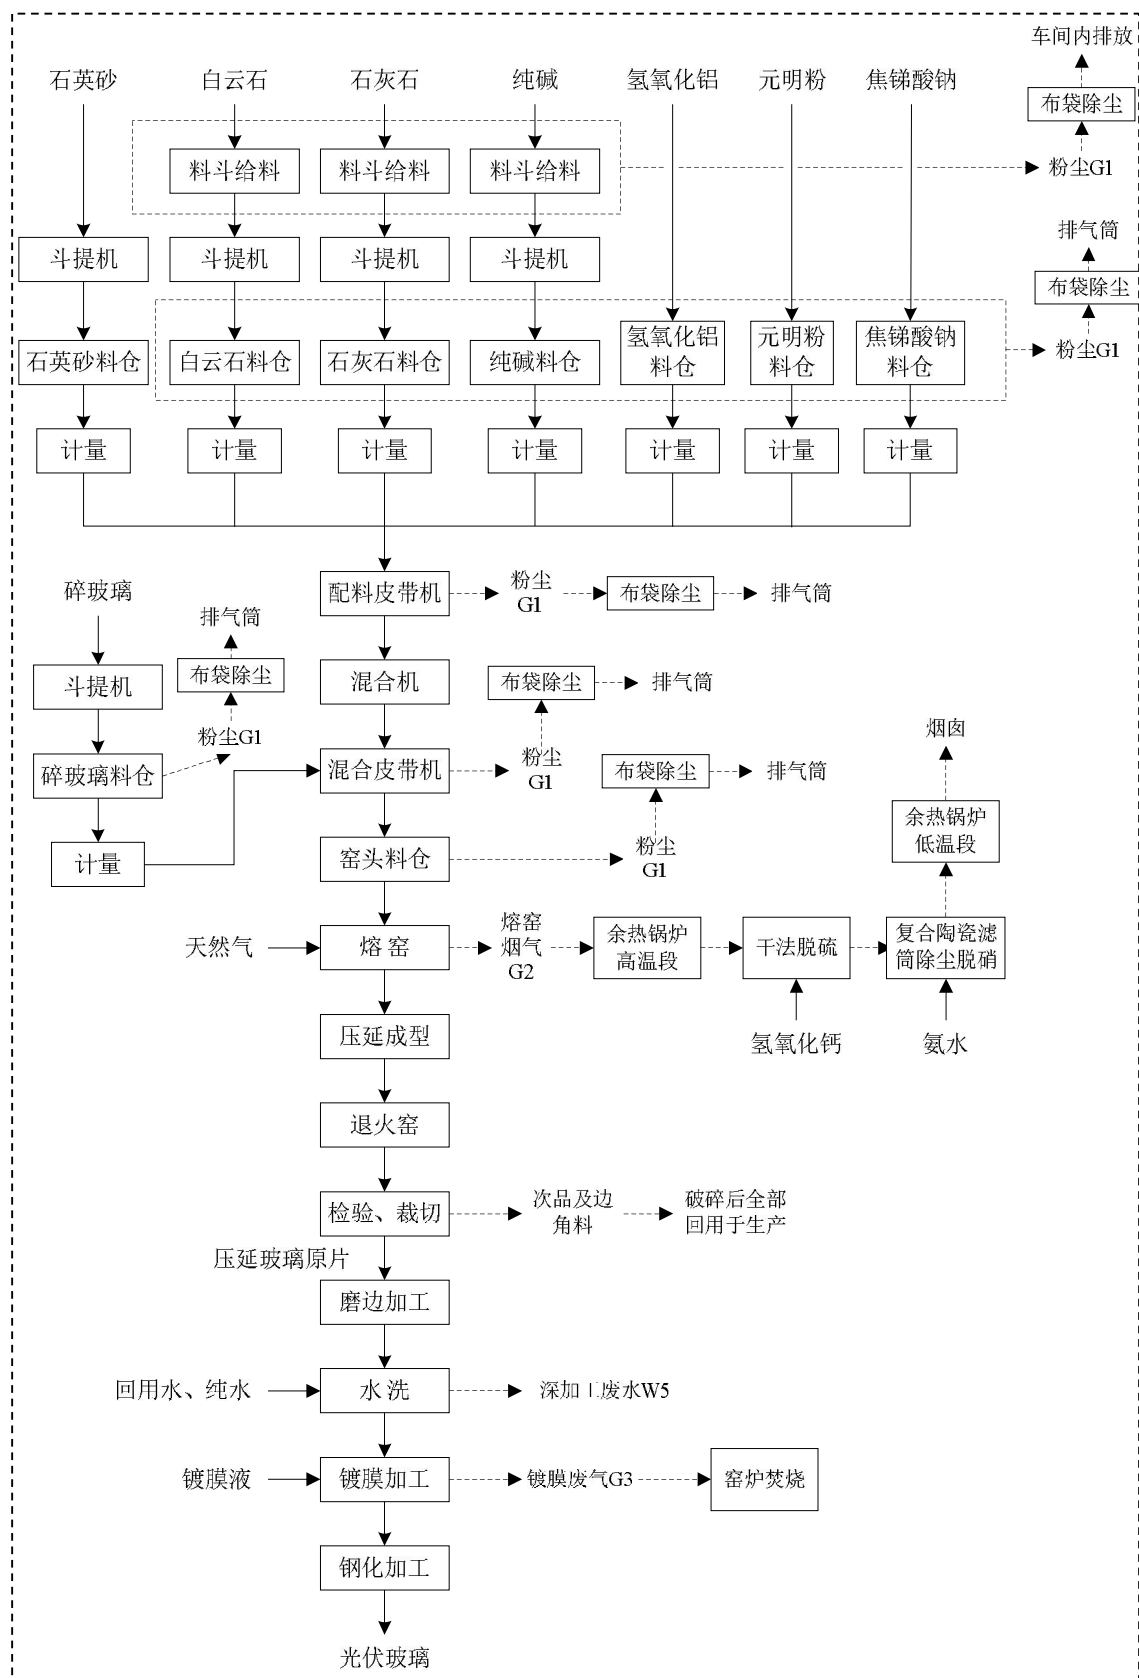 车间内排放
石英砂
白云石
石灰石
纯碱
氢氧化铝
元明粉
焦锑酸钠
布袋除尘
料斗给料
料斗给料
料斗给料
粉尘G1
排气筒
斗提机
斗提机
斗提机
斗提机
布袋除尘
石英砂料仓
白云石料仓
石灰石料仓
纯碱料仓
氢氧化铝
料仓
元明粉
料仓
焦锑酸钠
料仓
粉尘G1
计量
计量
计量
计量
计量
计量
计量
碎玻璃
排气筒
配料皮带机
粉尘
G1
布袋除尘
排气筒
斗提机
布袋除尘
混合机
布袋除尘
排气筒
粉尘G1
碎玻璃料仓
混合皮带机
粉尘
G1
布袋除尘
排气筒
烟囱
计量
窑头料仓
粉尘
G1
余热锅炉
低温段
天然气
熔窑
熔窑
烟气
G2
余热锅炉
高温段
干法脱硫
复合陶瓷滤
筒除尘脱硝
压延成型
氢氧化钙
氨水
退火窑
检验、裁切
次品及边
角料
破碎后全部
回用于生产
压延玻璃原片
磨边加工
回用水、纯水
水洗
深加工废水W5
镀膜液
镀膜加工
镀膜废气G3
窑炉焚烧
钢化加工
光伏玻璃